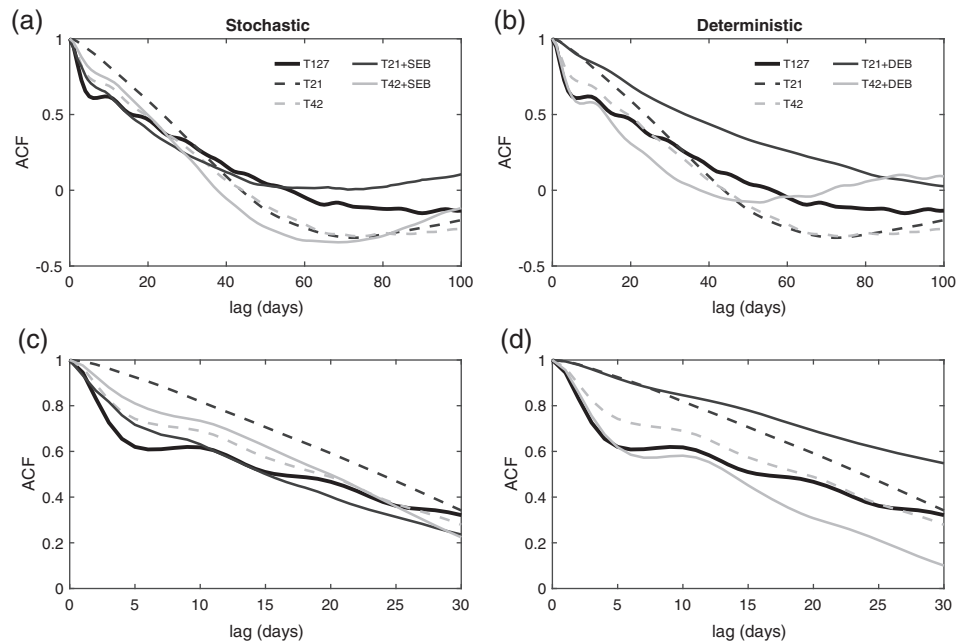 (a)
Stochastic
1
0.5
0
-0.5
ACF
T127
T21
T42
T21+SEB
T42+SEB
0 20 40 60 80 100
lag (days)
(b)
Deterministic
1
0.5
0
-0.5
ACF
T127
T21
T42
T21+DEB
T42+DEB
0 20 40 60 80 100
lag (days)
(c)
1
0.8
0.6
0.4
0.2
0
ACF
0 5 10 15 20 25 30
lag (days)
(d)
1
0.8
0.6
0.4
0.2
0
ACF
0 5 10 15 20 25 30
lag (days)